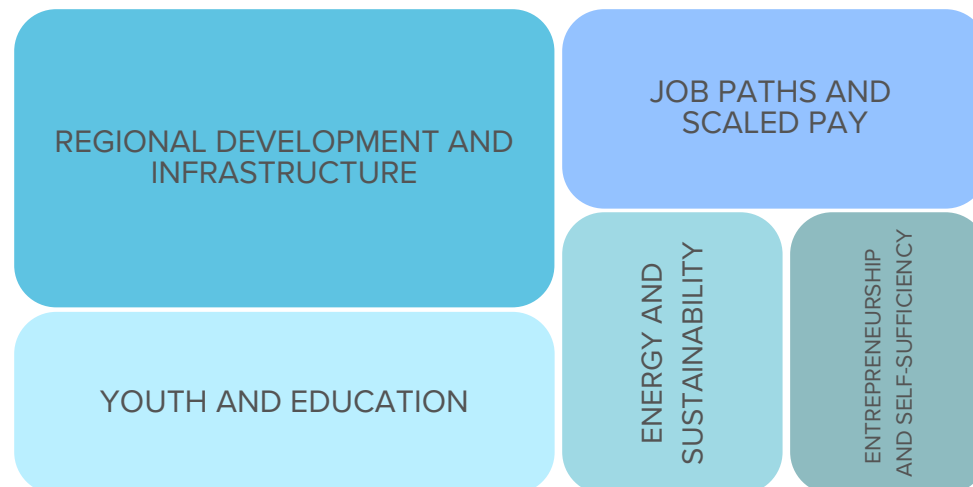 REGIONAL DEVELOPMENT AND
INFRASTRUCTURE
JOB PATHS AND
SCALED PAY
YOUTH AND EDUCATION
ENERGY AND
SUSTAINABILITY
ENTREPRENEURSHIP
AND SELF-SUFFICIENCY